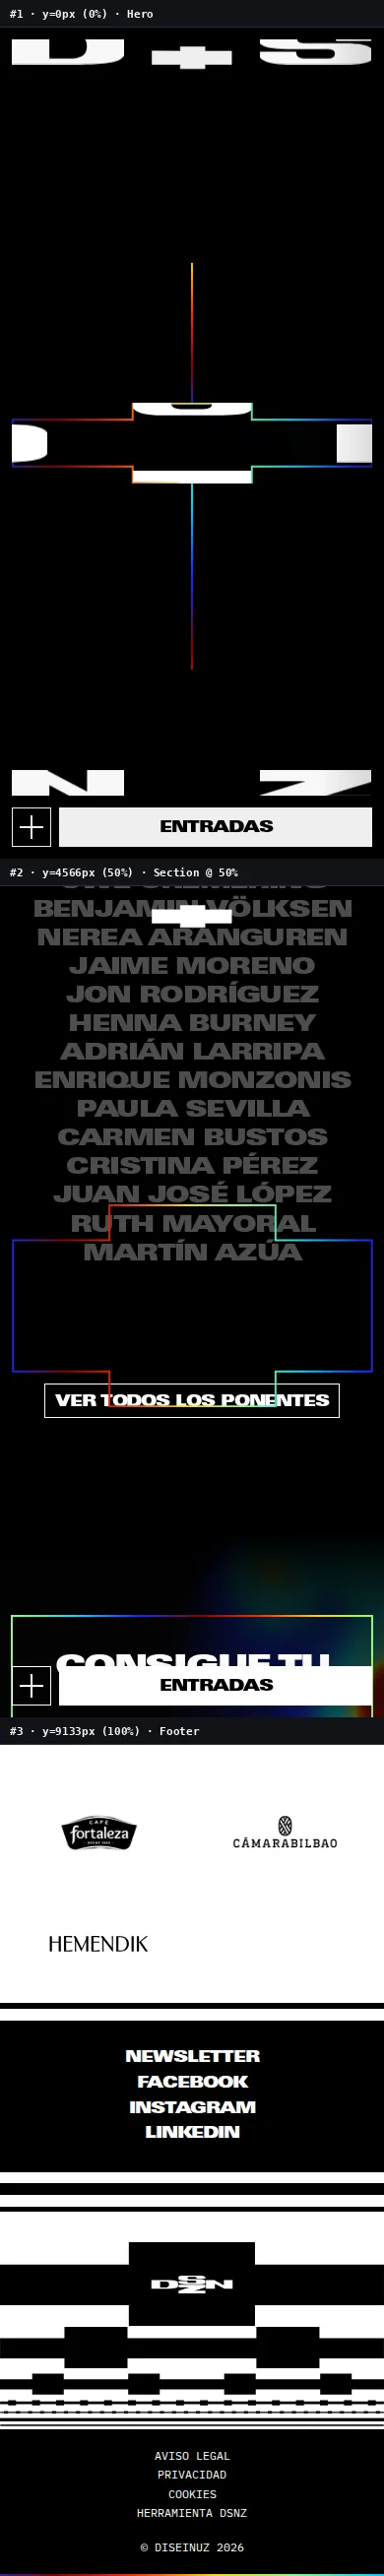 #1 · y=0px (0%) · Hero
D S
N Z
ENTRADAS
#2 · y=4566px (50%) · Section @ 50%
BENJAMIN VÖLKSEN
NEREA ARANGUREN
JAIME MORENO
JON RODRÍGUEZ
HENNA BURNEY
ADRIÁN LARRIPA
ENRIQUE MONZONIS
PAULA SEVILLA
CARMEN BUSTOS
CRISTINA PÉREZ
JUAN JOSÉ LÓPEZ
RUTH MAYORAL
MARTÍN AZÚA
VER TODOS LOS PONENTES
CONSIGUE TU
ENTRADAS
#3 · y=9133px (100%) · Footer
CAFÉ
fortaleza
CÁMARABILBAO
HEMENDIK
NEWSLETTER
FACEBOOK
INSTAGRAM
LINKEDIN
DSNZ
AVISO LEGAL
PRIVACIDAD
COOKIES
HERRAMIENTA DSNZ
© DISEINUZ 2026